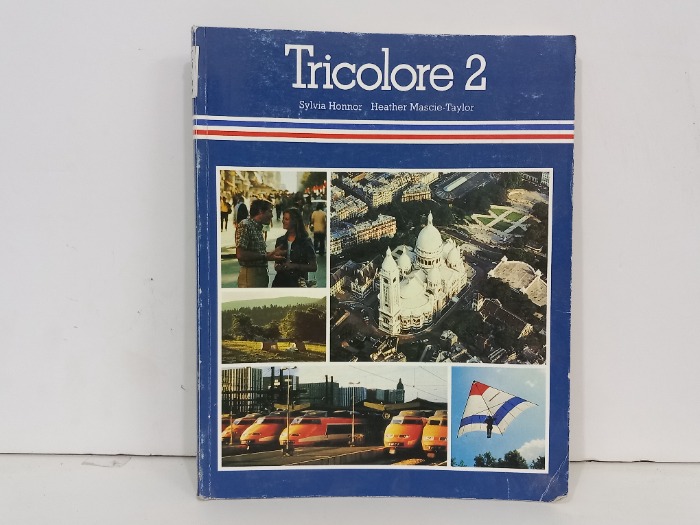 Tricolore 2
Sylvia Honnor Heather Mascie-Taylor